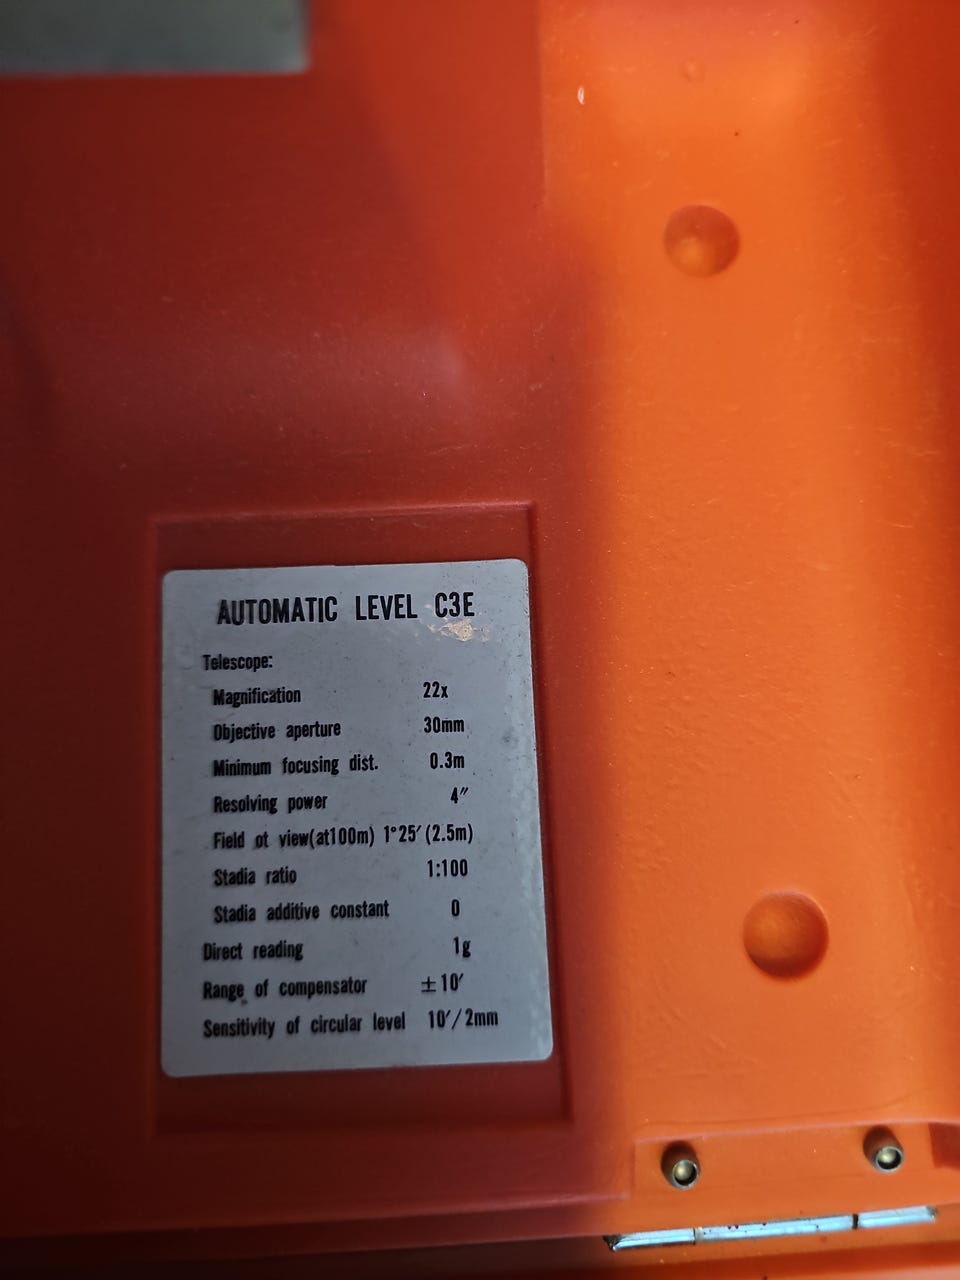 AUTOMATIC LEVEL C3E
Telescope:
Magnification 22x
Objective aperture 30mm
Minimum focusing dist. 0.3m
Resolving power 4″
Field ot view(at100m) 1°25′(2.5m)
Stadia ratio 1:100
Stadia additive constant 0
Direct reading 1g
Range of compensator ±10′
Sensitivity of circular level 10′/2mm